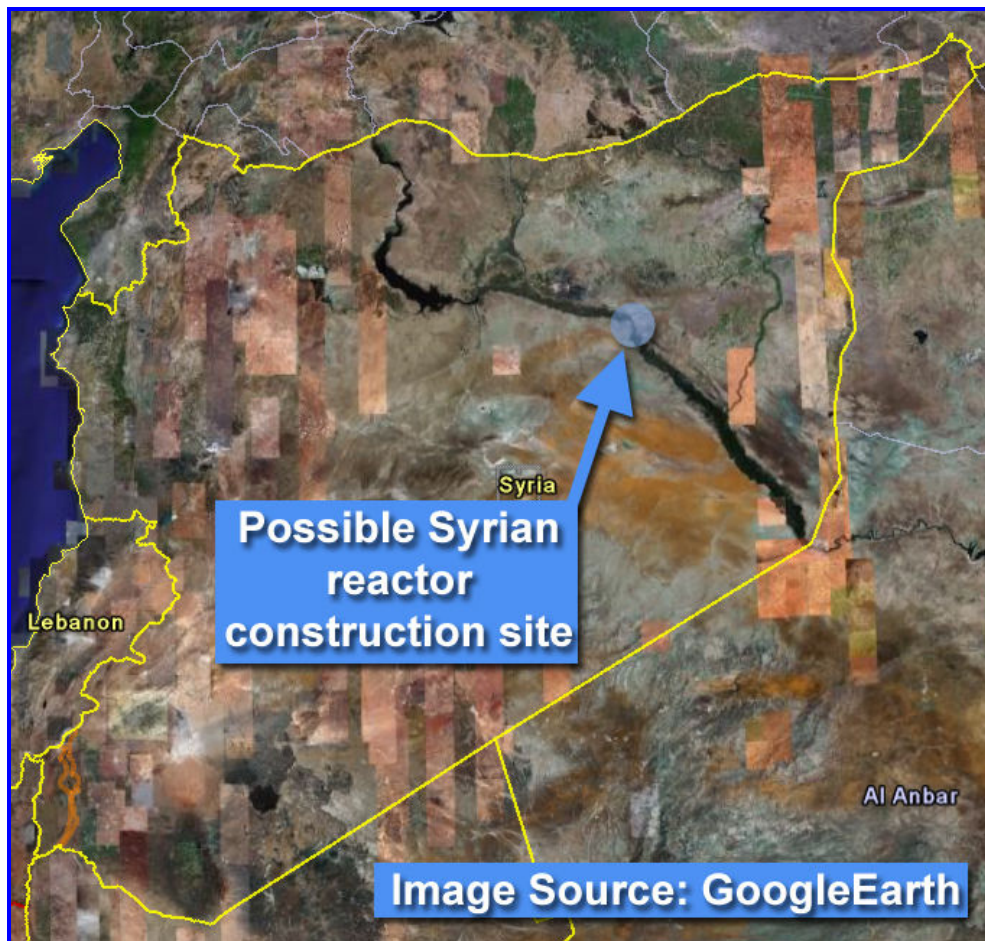 Syria
Possible Syrian
reactor
construction site
Lebanon
Al Anbar
Image Source: GoogleEarth